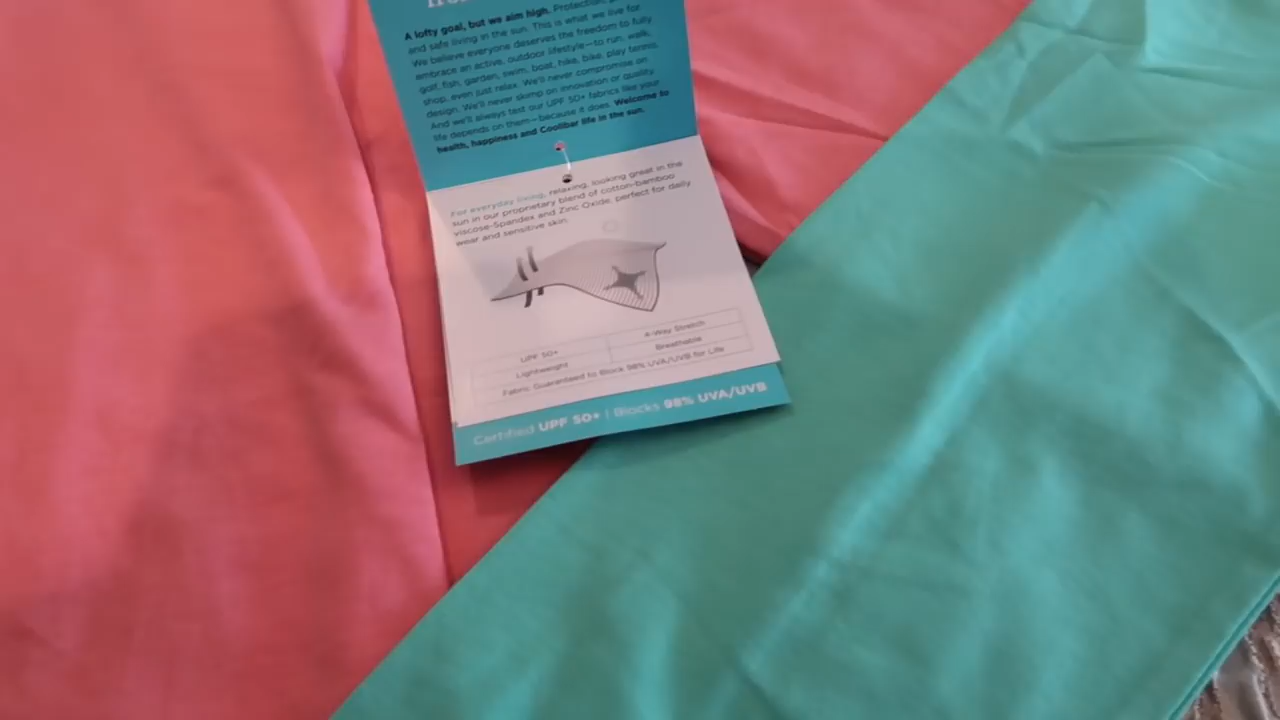 A lofty goal, but we aim high. Protection,
and safe living in the sun. This is what we live for.
We believe everyone deserves the freedom to fully
embrace an active, outdoor lifestyle—to run, walk,
golf, fish, garden, swim, boat, hike, bike, play tennis,
shop, even just relax. We'll never compromise on
design. We'll never skimp on innovation or quality.
And we'll always test our UPF 50+ fabrics like your
life depends on them—because it does. Welcome to
health, happiness and Coolibar life in the sun.
For everyday living, relaxing, looking great in the
sun in our proprietary blend of cotton-bamboo
viscose-Spandex and Zinc Oxide; perfect for daily
wear and sensitive skin.
UPF 50+ 4-Way Stretch
Lightweight Breathable
Fabric Guaranteed to Block 98% UVA/UVB for Life
Certified UPF 50+ | Blocks 98% UVA/UVB